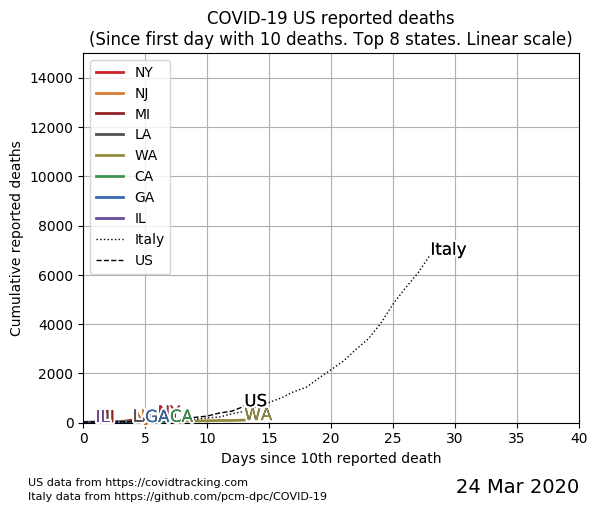 COVID-19 US reported deaths
(Since first day with 10 deaths. Top 8 states. Linear scale)
Cumulative reported deaths
14000
12000
10000
8000
6000
4000
2000
0
NY
NJ
MI
LA
WA
CA
GA
IL
Italy
US
Italy
US
WA
GA
CA
IL
0 5 10 15 20 25 30 35 40
Days since 10th reported death
US data from https://covidtracking.com
Italy data from https://github.com/pcm-dpc/COVID-19
24 Mar 2020